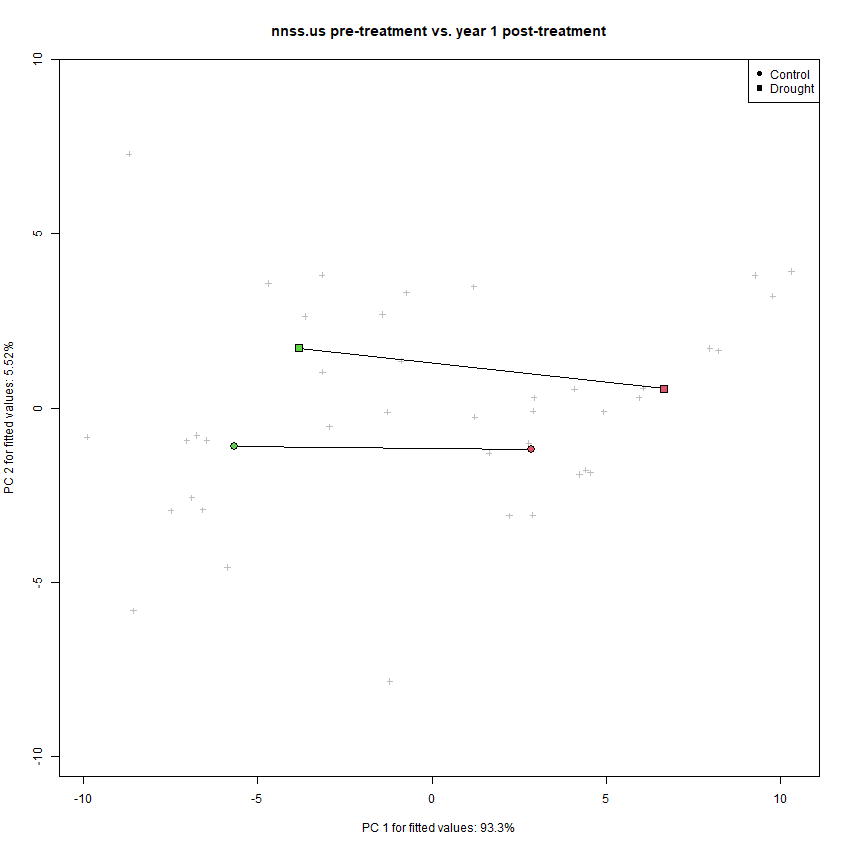 nnss.us pre-treatment vs. year 1 post-treatment
Control
Drought
10
5
0
-5
-10
PC 2 for fitted values: 5.52%
-10
-5
0
5
10
PC 1 for fitted values: 93.3%